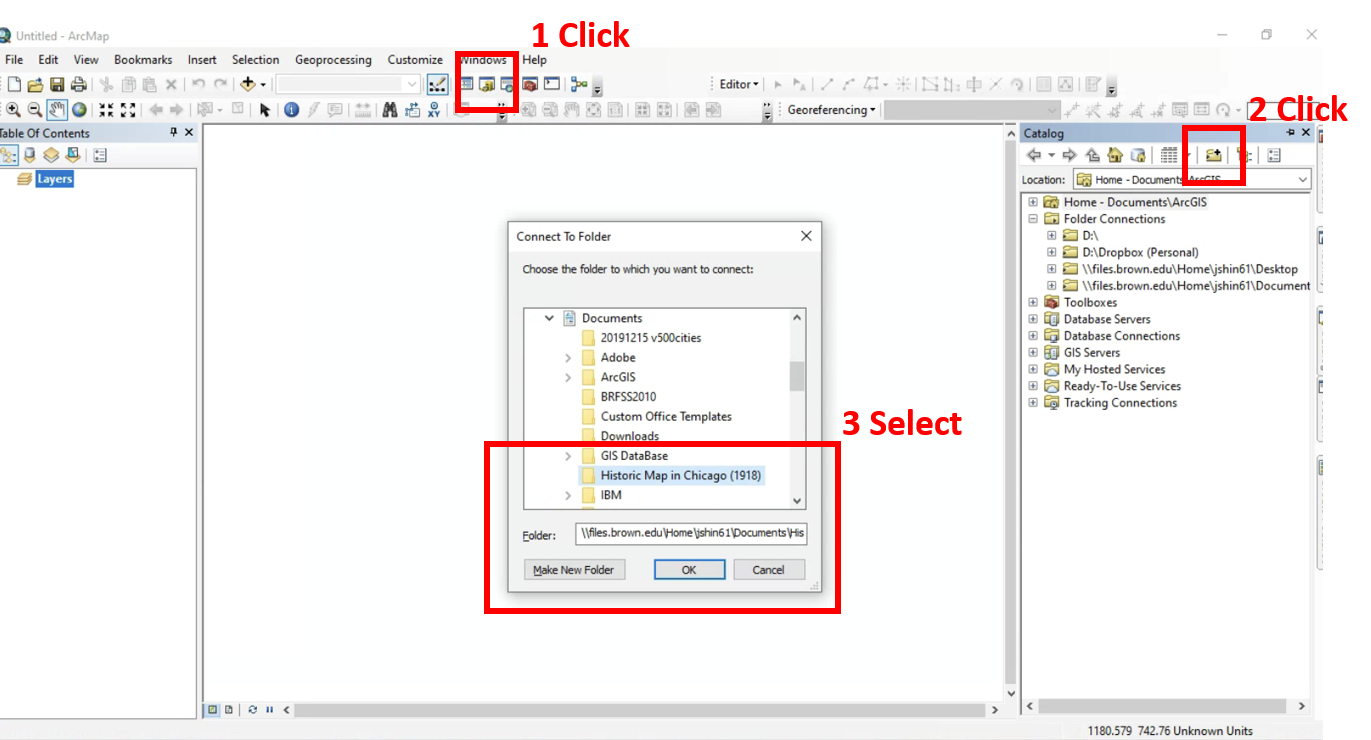 1 Click
Untitled - ArcMap
File Edit View Bookmarks Insert Selection Geoprocessing Customize Windows Help
Editor
Georeferencing
2 Click
Table Of Contents
Layers
Catalog
Location: Home - Documents\ArcGIS
Home - Documents\ArcGIS
Folder Connections
D:\
D:\Dropbox (Personal)
\\files.brown.edu\Home\jshin61\Desktop
\\files.brown.edu\Home\jshin61\Document
Toolboxes
Database Servers
Database Connections
GIS Servers
My Hosted Services
Ready-To-Use Services
Tracking Connections
Connect To Folder
Choose the folder to which you want to connect:
Documents
20191215 v500cities
Adobe
ArcGIS
BRFSS2010
Custom Office Templates
Downloads
GIS DataBase
Historic Map in Chicago (1918)
IBM
3 Select
Folder: \\files.brown.edu\Home\jshin61\Documents\His
Make New Folder OK Cancel
1180.579 742.76 Unknown Units